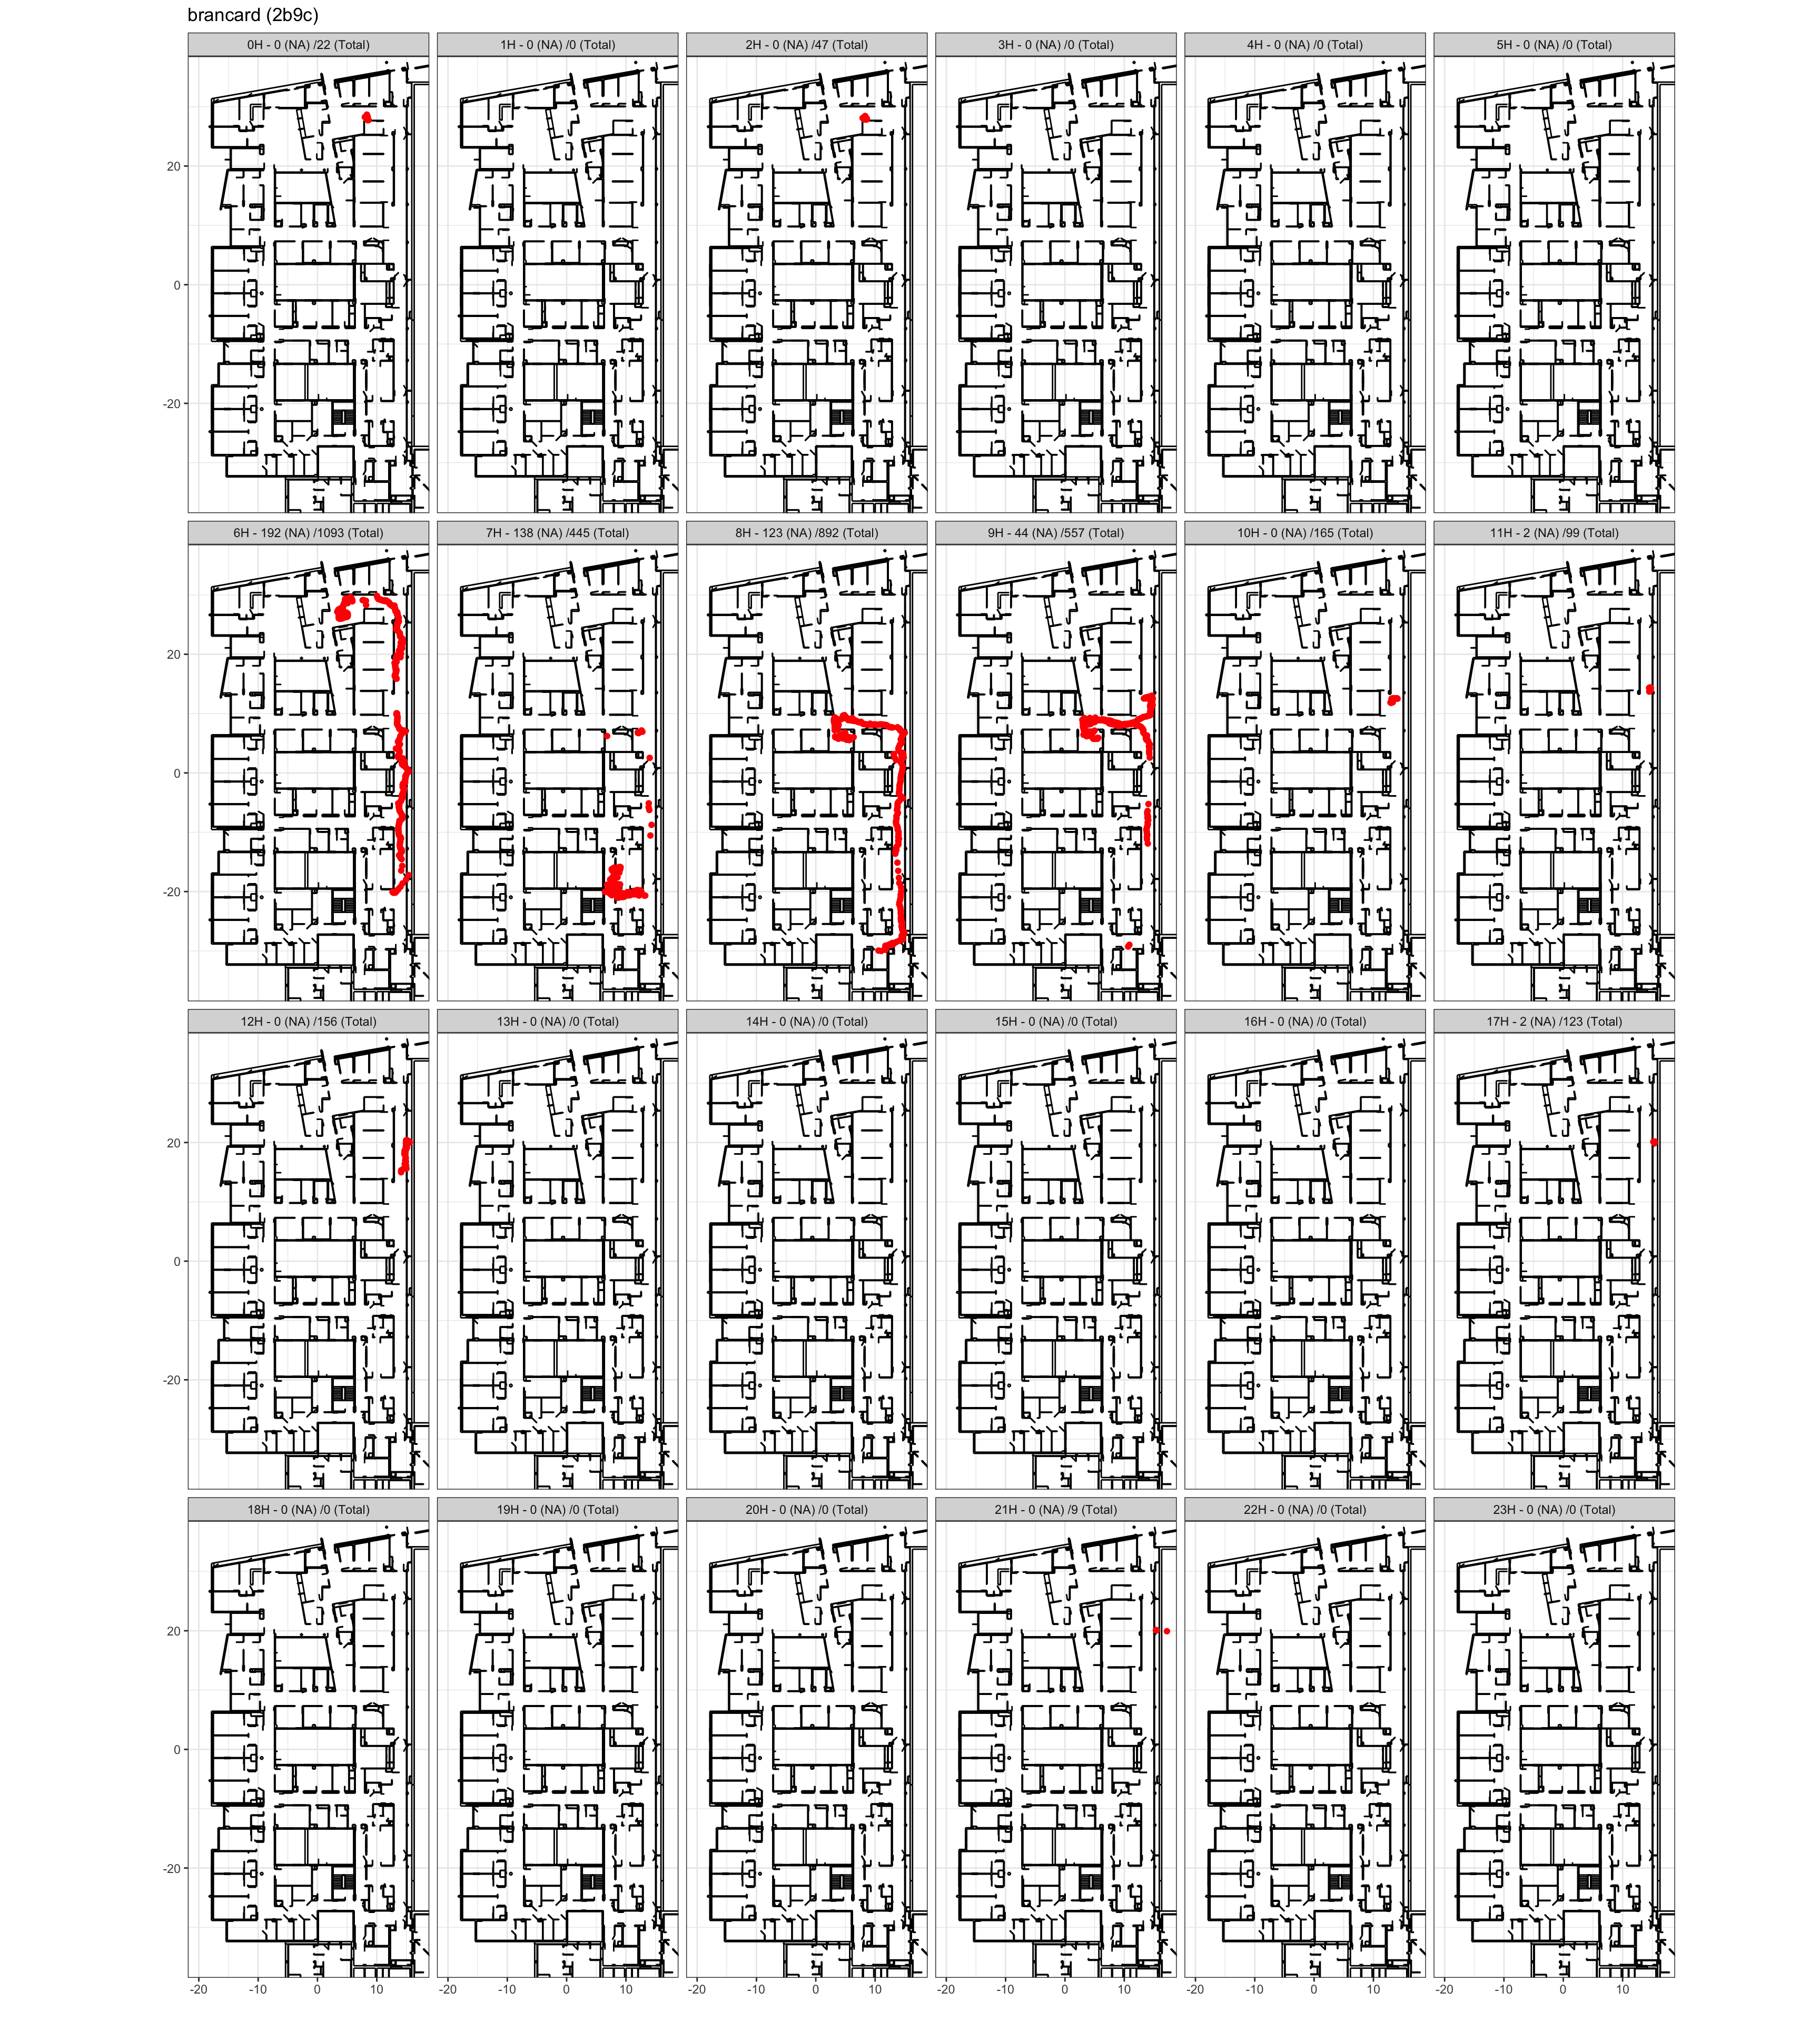 brancard (2b9c)
0H - 0 (NA) /22 (Total) 1H - 0 (NA) /0 (Total) 2H - 0 (NA) /47 (Total) 3H - 0 (NA) /0 (Total) 4H - 0 (NA) /0 (Total) 5H - 0 (NA) /0 (Total)
20
0
-20
6H - 192 (NA) /1093 (Total) 7H - 138 (NA) /445 (Total) 8H - 123 (NA) /892 (Total) 9H - 44 (NA) /557 (Total) 10H - 0 (NA) /165 (Total) 11H - 2 (NA) /99 (Total)
20
0
-20
12H - 0 (NA) /156 (Total) 13H - 0 (NA) /0 (Total) 14H - 0 (NA) /0 (Total) 15H - 0 (NA) /0 (Total) 16H - 0 (NA) /0 (Total) 17H - 2 (NA) /123 (Total)
20
0
-20
18H - 0 (NA) /0 (Total) 19H - 0 (NA) /0 (Total) 20H - 0 (NA) /0 (Total) 21H - 0 (NA) /9 (Total) 22H - 0 (NA) /0 (Total) 23H - 0 (NA) /0 (Total)
20
0
-20
-20 -10 0 10 -20 -10 0 10 -20 -10 0 10 -20 -10 0 10 -20 -10 0 10 -20 -10 0 10